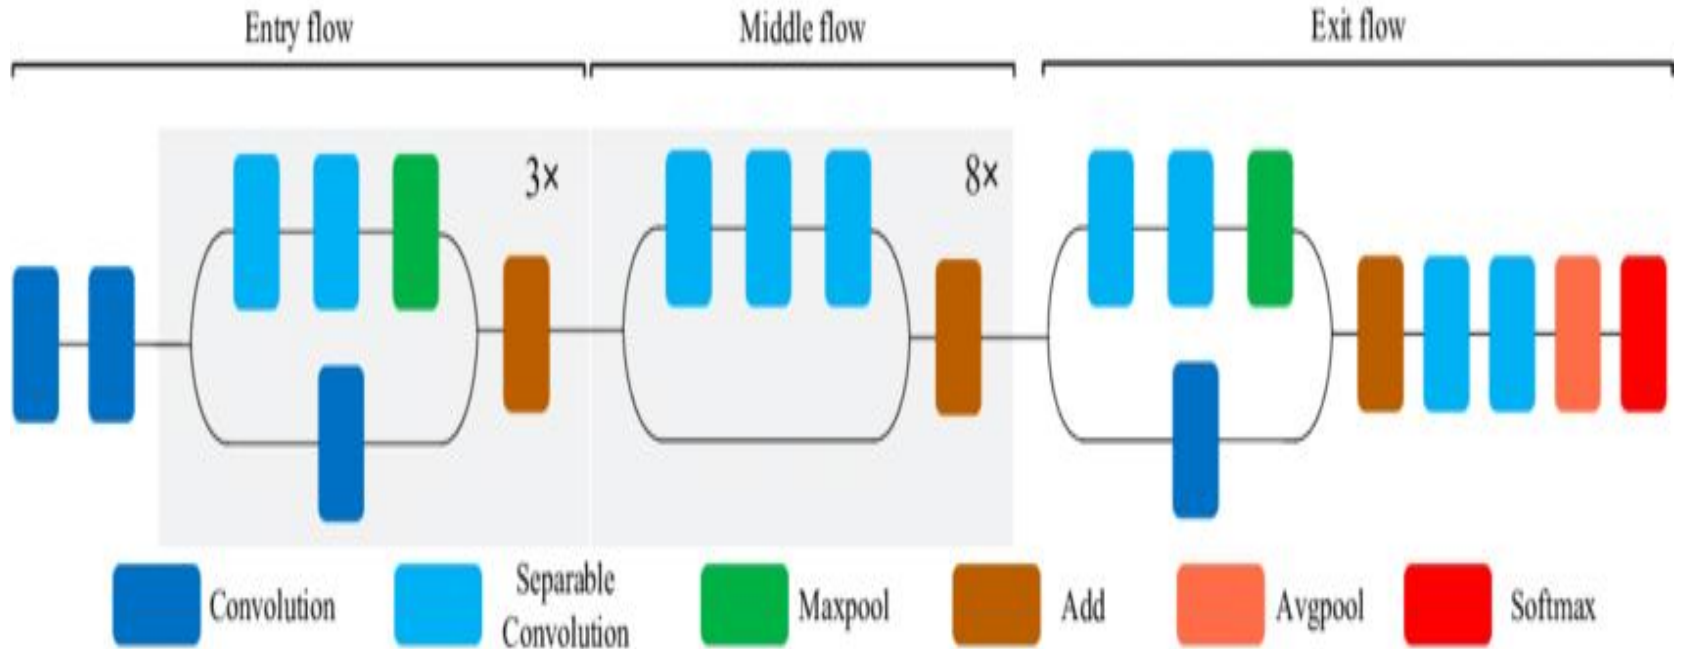 Entry flow
Middle flow
Exit flow
3×
8×
Convolution
Separable
Convolution
Maxpool
Add
Avgpool
Softmax